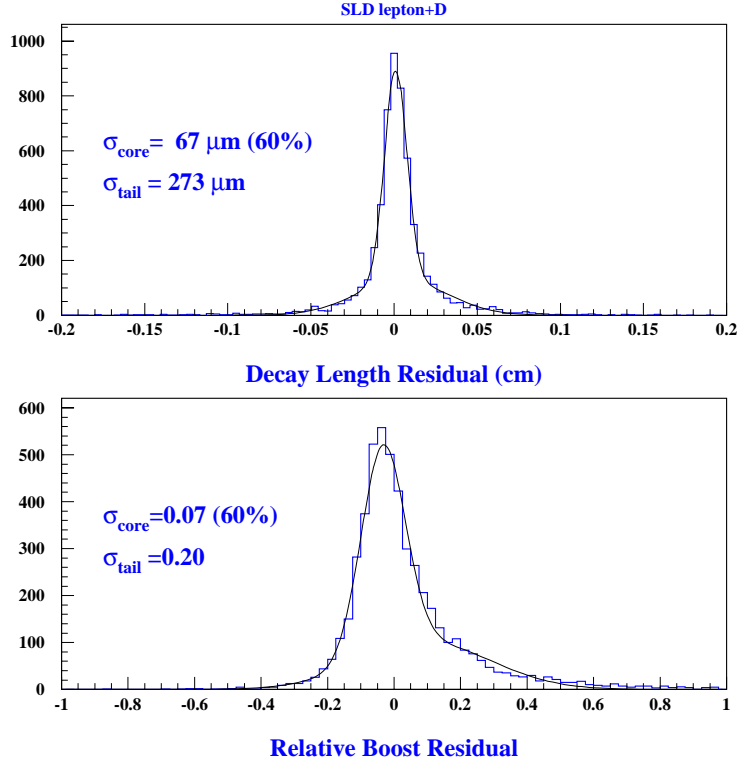 SLD lepton+D
1000
800
600
400
200
0
σcore= 67 μm (60%)
σtail = 273 μm
-0.2 -0.15 -0.1 -0.05 0 0.05 0.1 0.15 0.2
Decay Length Residual (cm)
600
500
400
300
200
100
0
σcore=0.07 (60%)
σtail =0.20
-1 -0.8 -0.6 -0.4 -0.2 0 0.2 0.4 0.6 0.8 1
Relative Boost Residual